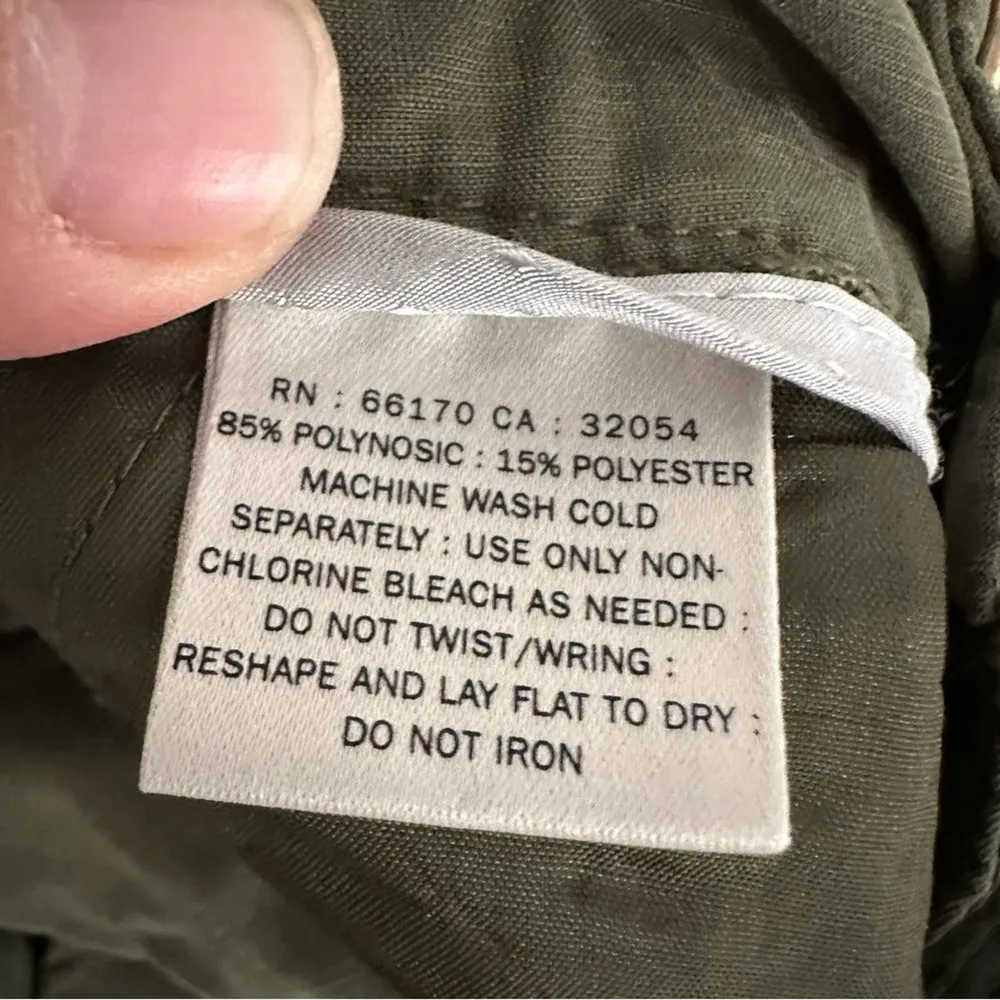 RN : 66170 CA : 32054
85% POLYNOSIC : 15% POLYESTER
MACHINE WASH COLD
SEPARATELY : USE ONLY NON-
CHLORINE BLEACH AS NEEDED :
DO NOT TWIST/WRING :
RESHAPE AND LAY FLAT TO DRY :
DO NOT IRON